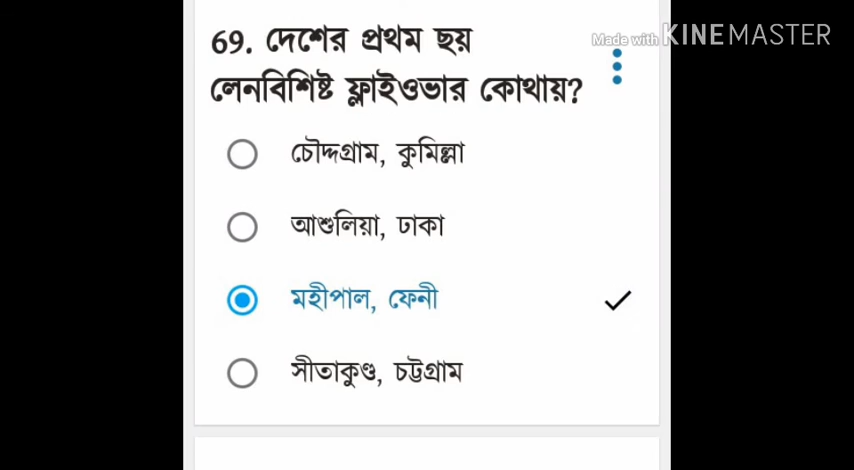 Made with KINEMASTER
69. দেশের প্রথম ছয়
লেনবিশিষ্ট ফ্লাইওভার কোথায়?
চৌদ্দগ্রাম, কুমিল্লা
আশুলিয়া, ঢাকা
মহীপাল, ফেনী
সীতাকুণ্ড, চট্টগ্রাম